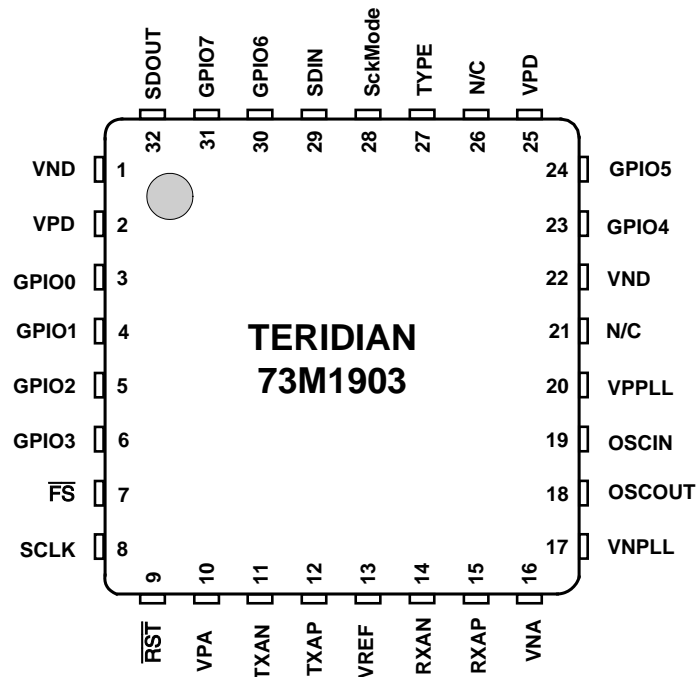 SDOUT GPIO7 GPIO6 SDIN SckMode TYPE N/C VPD
32 31 30 29 28 27 26 25
VND 1 24 GPIO5
VPD 2 23 GPIO4
GPIO0 3 22 VND
GPIO1 4 21 N/C
TERIDIAN
73M1903
GPIO2 5 20 VPPLL
GPIO3 6 19 OSCIN
F̅S̅ 7 18 OSCOUT
SCLK 8 17 VNPLL
9 10 11 12 13 14 15 16
R̅S̅T̅ VPA TXAN TXAP VREF RXAN RXAP VNA